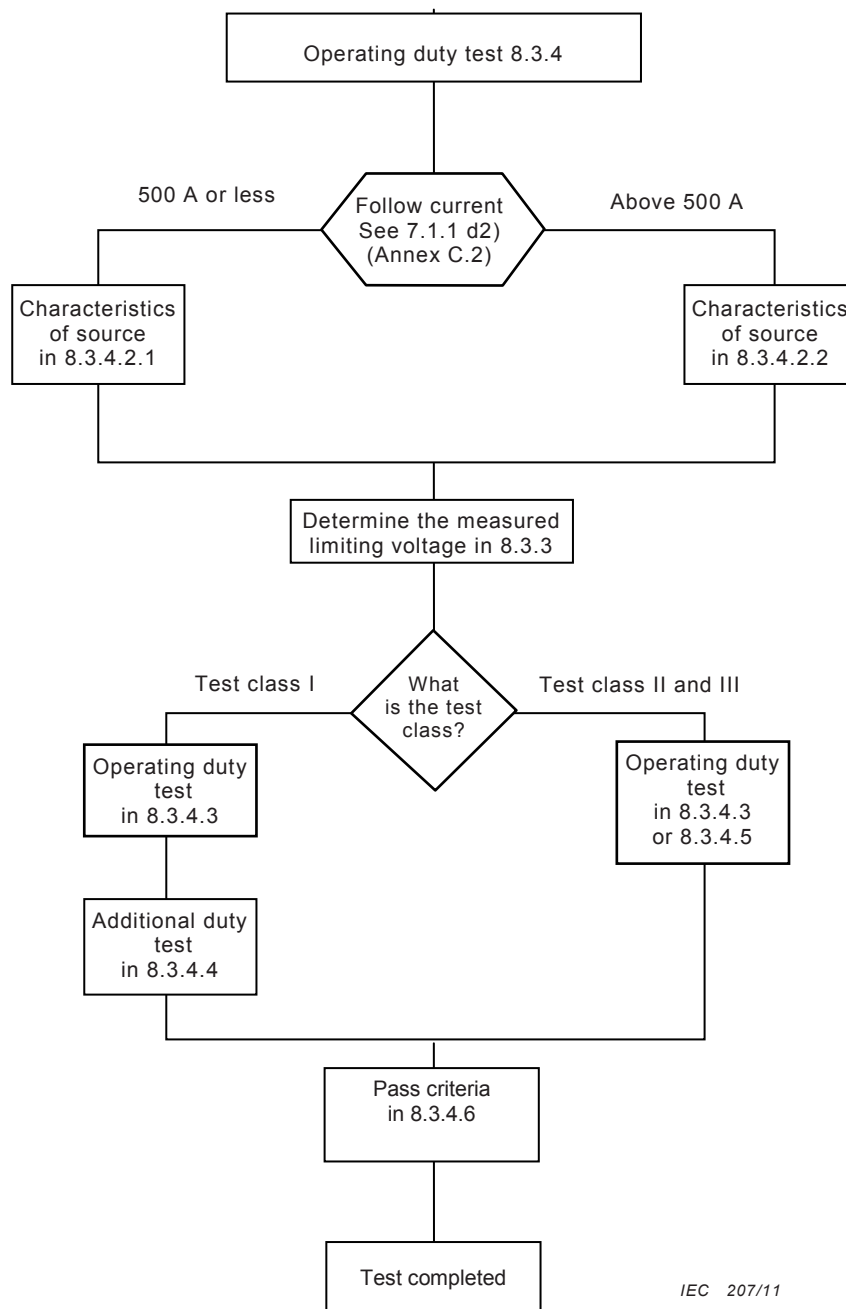 Operating duty test 8.3.4
500 A or less
Follow current
See 7.1.1 d2)
(Annex C.2)
Above 500 A
Characteristics
of source
in 8.3.4.2.1
Characteristics
of source
in 8.3.4.2.2
Determine the measured
limiting voltage in 8.3.3
Test class I
What
is the test
class?
Test class II and III
Operating duty
test
in 8.3.4.3
Operating duty
test
in 8.3.4.3
or 8.3.4.5
Additional duty
test
in 8.3.4.4
Pass criteria
in 8.3.4.6
Test completed
IEC 207/11